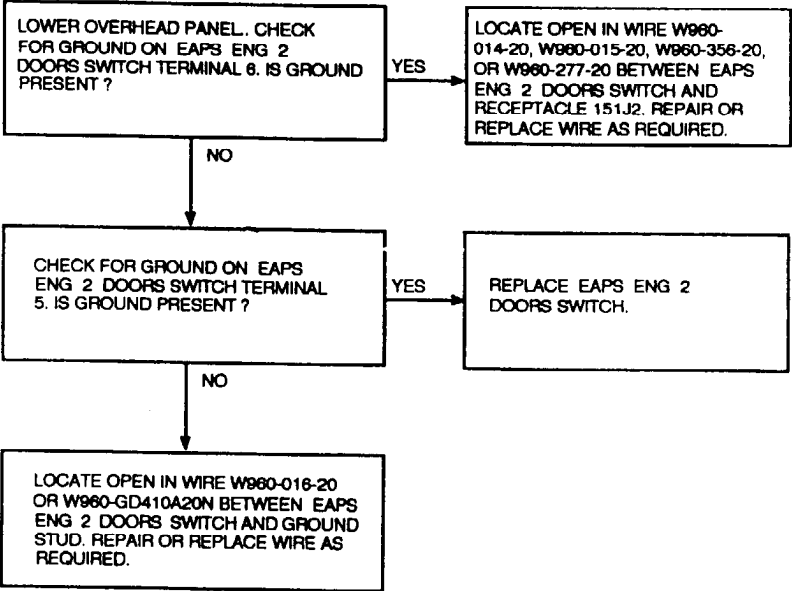 LOWER OVERHEAD PANEL. CHECK
FOR GROUND ON EAPS ENG 2
DOORS SWITCH TERMINAL 6. IS GROUND
PRESENT ?
YES
LOCATE OPEN IN WIRE W960-
014-20, W960-015-20, W960-356-20,
OR W960-277-20 BETWEEN EAPS
ENG 2 DOORS SWITCH AND
RECEPTACLE 151J2. REPAIR OR
REPLACE WIRE AS REQUIRED.
NO
CHECK FOR GROUND ON EAPS
ENG 2 DOORS SWITCH TERMINAL
5. IS GROUND PRESENT ?
YES
REPLACE EAPS ENG 2
DOORS SWITCH.
NO
LOCATE OPEN IN WIRE W960-016-20
OR W960-GD410A20N BETWEEN EAPS
ENG 2 DOORS SWITCH AND GROUND
STUD. REPAIR OR REPLACE WIRE AS
REQUIRED.